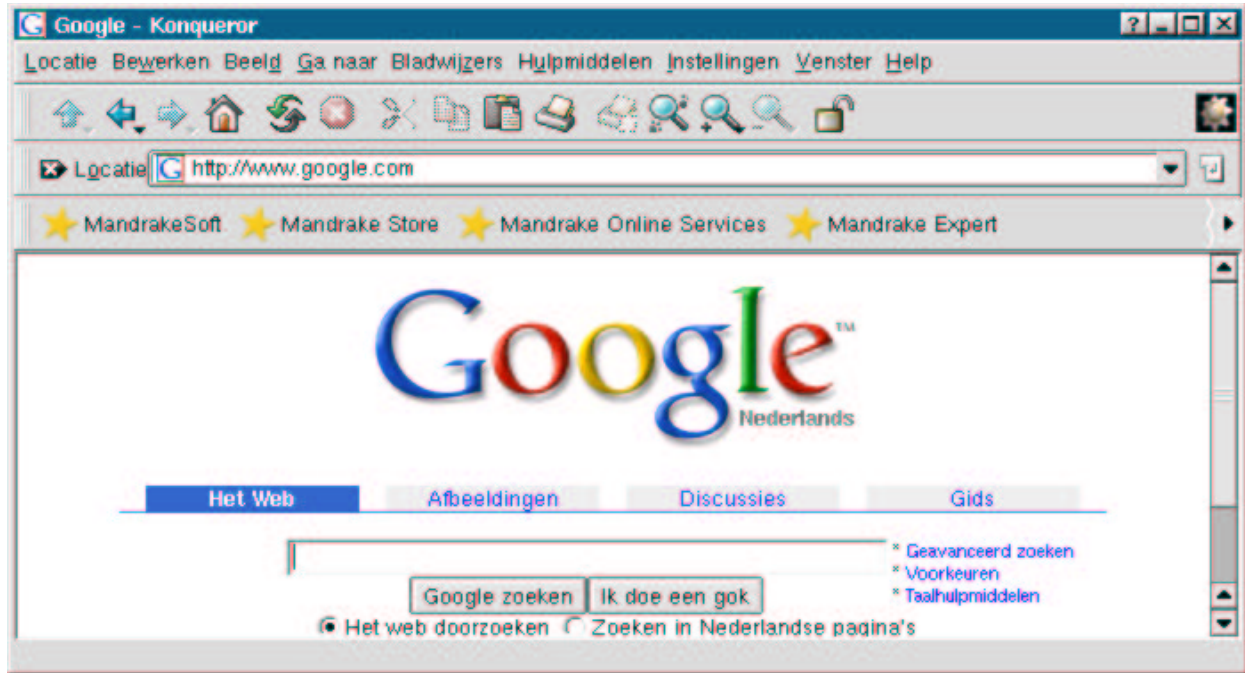 Google - Konqueror
Locatie Bewerken Beeld Ga naar Bladwijzers Hulpmiddelen Instellingen Venster Help
Locatie http://www.google.com
MandrakeSoft Mandrake Store Mandrake Online Services Mandrake Expert
Google™
Nederlands
Het Web Afbeeldingen Discussies Gids
* Geavanceerd zoeken
* Voorkeuren
* Taalhulpmiddelen
Google zoeken Ik doe een gok
Het web doorzoeken Zoeken in Nederlandse pagina's